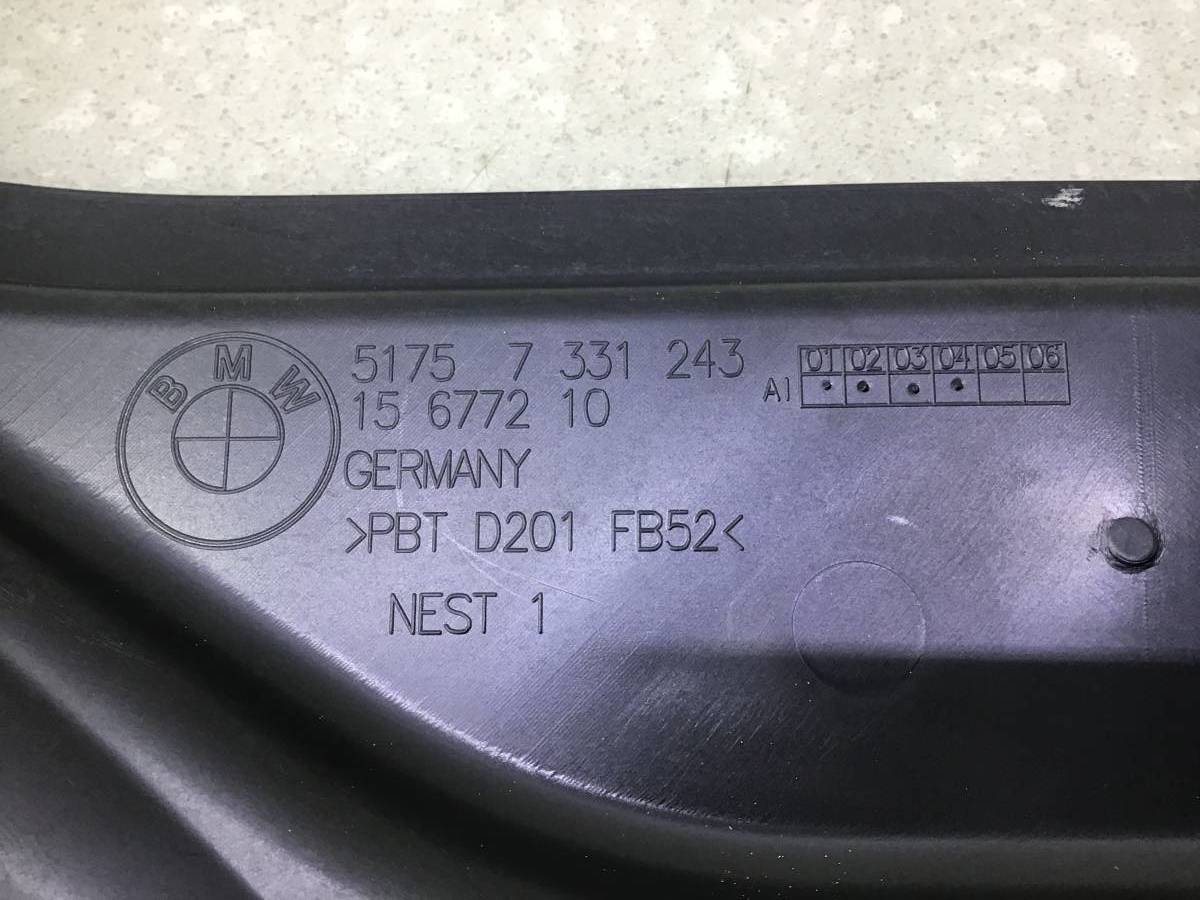 BMW
5175 7 331 243
15 6772 10
GERMANY
>PBT D201 FB52<
NEST 1
01 02 03 04 05 06
A1